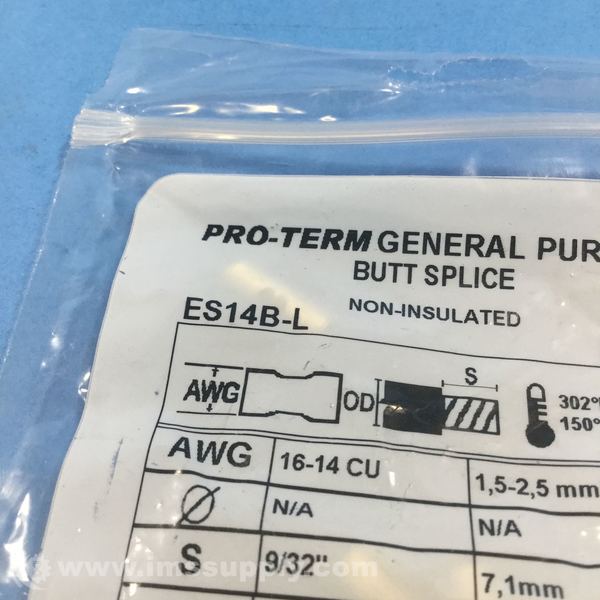 PRO-TERM GENERAL PUR
BUTT SPLICE
NON-INSULATED
ES14B-L
AWG OD S 302°
150°
AWG 16-14 CU 1,5-2,5 mm
Ø N/A N/A
S 9/32" 7,1mm
www.imssupply.com